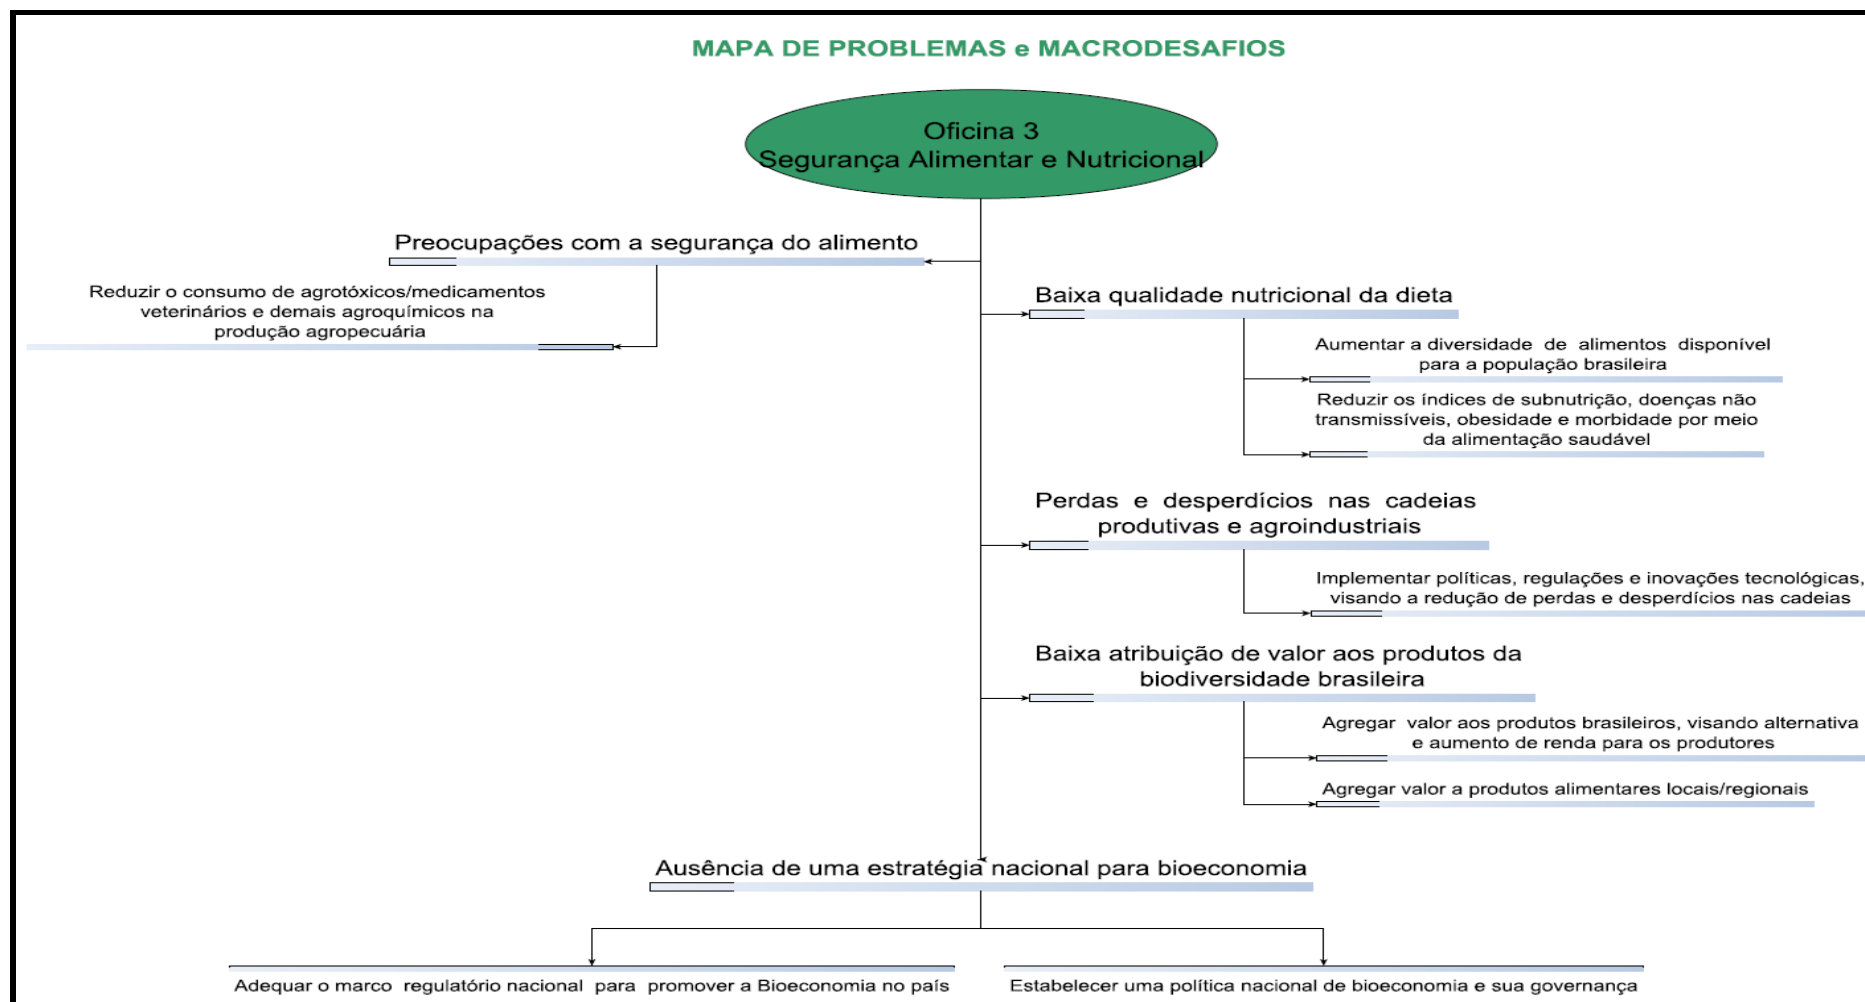 MAPA DE PROBLEMAS e MACRODESAFIOS
Oficina 3
Segurança Alimentar e Nutricional
Preocupações com a segurança do alimento
Reduzir o consumo de agrotóxicos/medicamentos
veterinários e demais agroquímicos na
produção agropecuária
Baixa qualidade nutricional da dieta
Aumentar a diversidade de alimentos disponível
para a população brasileira
Reduzir os índices de subnutrição, doenças não
transmissíveis, obesidade e morbidade por meio
da alimentação saudável
Perdas e desperdícios nas cadeias
produtivas e agroindustriais
Implementar políticas, regulações e inovações tecnológicas,
visando a redução de perdas e desperdícios nas cadeias
Baixa atribuição de valor aos produtos da
biodiversidade brasileira
Agregar valor aos produtos brasileiros, visando alternativa
e aumento de renda para os produtores
Agregar valor a produtos alimentares locais/regionais
Ausência de uma estratégia nacional para bioeconomia
Adequar o marco regulatório nacional para promover a Bioeconomia no país
Estabelecer uma política nacional de bioeconomia e sua governança